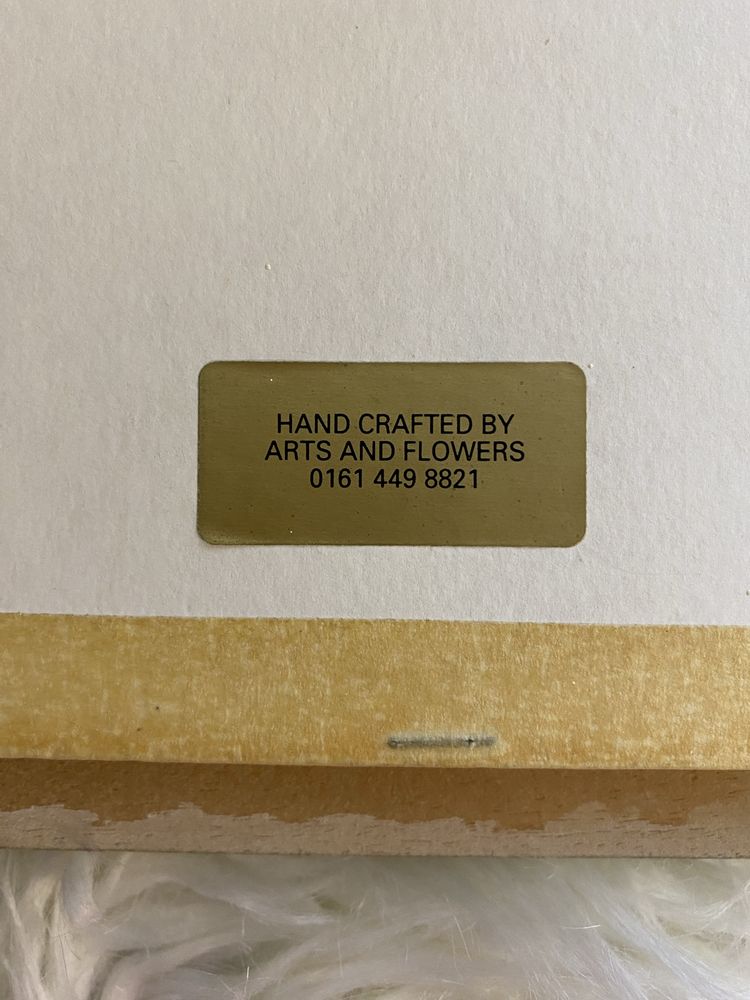 HAND CRAFTED BY
ARTS AND FLOWERS
0161 449 8821